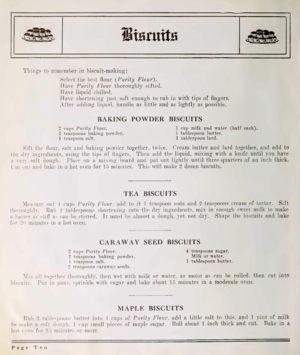 Biscuits
Things to remember in biscuit-making:
Select the best flour (Purity Flour).
Have Purity Flour thoroughly sifted.
Have liquid chilled.
Have shortening just soft enough to rub in with tips of fingers.
After adding liquid, handle as little and as lightly as possible.
BAKING POWDER BISCUITS
2 cups Purity Flour.
2 teaspoons baking powder.
1 teaspoon salt.
1 cup milk and water (half each).
1 tablespoon butter.
1 tablespoon lard.
Sift the flour, salt and baking powder together, twice. Cream butter and lard together, and add to
the dry ingredients, using the tips of fingers. Then add the liquid, mixing with a knife until you have
a very soft dough. Place on a mixing board and pat out lightly until three-quarters of an inch thick.
Cut out and bake in a hot oven for 15 minutes. This will make 2 dozen biscuits.
TEA BISCUITS
Measure out 4 cups Purity Flour, add to it 1 teaspoon soda and 2 teaspoons cream of tartar. Sift
thoroughly. Rub 1 tablespoon shortening into the dry ingredients, mix in enough sweet milk to make
a batter as stiff as can be stirred. It must be almost a dough, yet not dry. Shape the biscuits and bake
for 20 minutes in a hot oven.
CARAWAY SEED BISCUITS
2 cups Purity Flour.
2 teaspoons baking powder.
1 teaspoon salt.
2 teaspoons caraway seeds.
4 teaspoons sugar.
Milk or water.
1 tablespoon butter.
Mix all together thoroughly, then wet with milk or water, as moist as can be rolled, then cut into
biscuits. Put in pans, sprinkle with sugar and bake about 15 minutes in a moderate oven.
MAPLE BISCUITS
Rub 2 tablespoons butter into 4 cups of Purity Flour, add a little salt to this, and 1 pint of milk
to make a soft dough, 1 cup small pieces of maple sugar. Roll about 1 inch thick and cut. Bake in a
hot oven for 15 minutes or more.
Page Ten